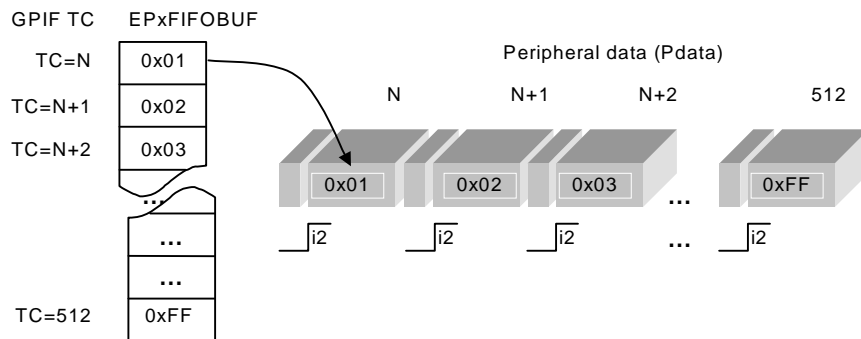 GPIF TC EPxFIFOBUF
TC=N 0x01
Peripheral data (Pdata)
N N+1 N+2 512
TC=N+1 0x02
TC=N+2 0x03
0x01 0x02 0x03 ... 0xFF
...
i2 i2 i2 ... i2
...
...
TC=512 0xFF